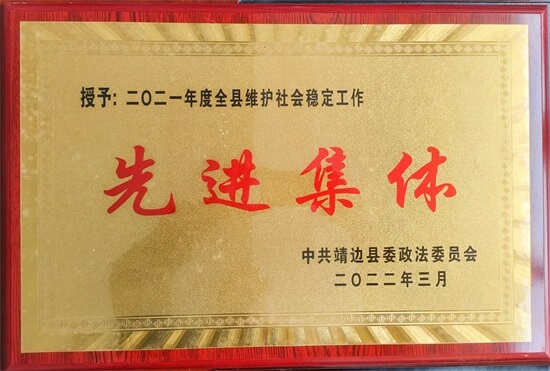 授予：二〇二一年度全县维护社会稳定工作
先进集体
中共靖边县委政法委员会
二〇二二年三月